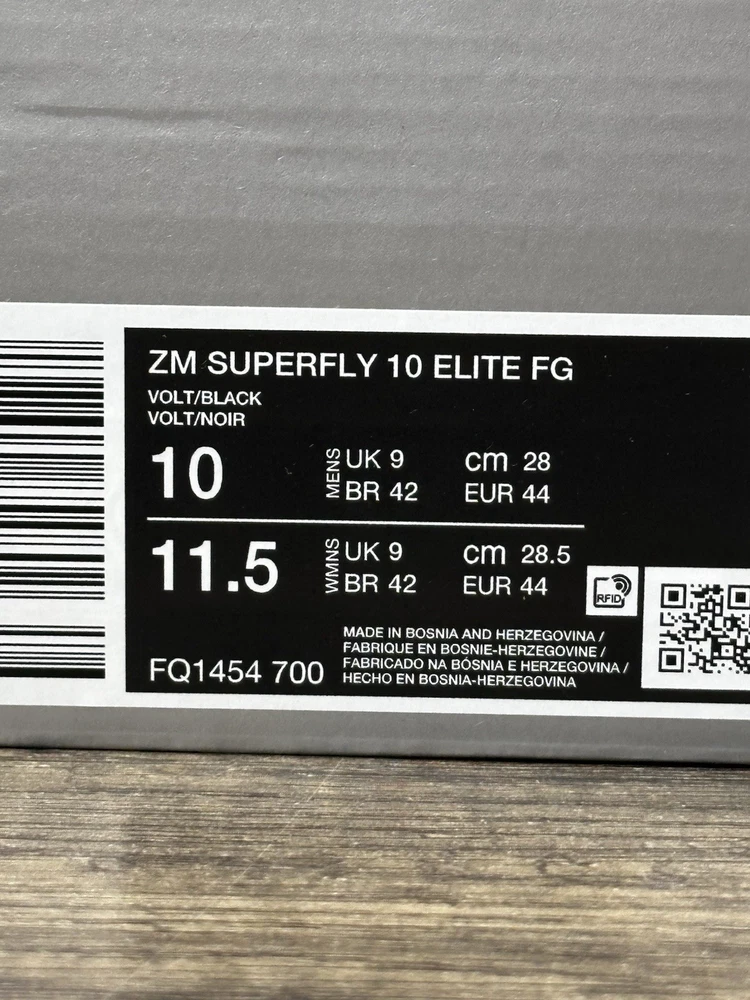 ZM SUPERFLY 10 ELITE FG
VOLT/BLACK
VOLT/NOIR
10 MENS UK 9 cm 28
BR 42 EUR 44
11.5 WMNS UK 9 cm 28.5
BR 42 EUR 44
RFID
MADE IN BOSNIA AND HERZEGOVINA /
FABRIQUE EN BOSNIE-HERZEGOVINE /
FABRICADO NA BÓSNIA E HERZEGOVINA /
HECHO EN BOSNIA-HERZEGOVINA
FQ1454 700